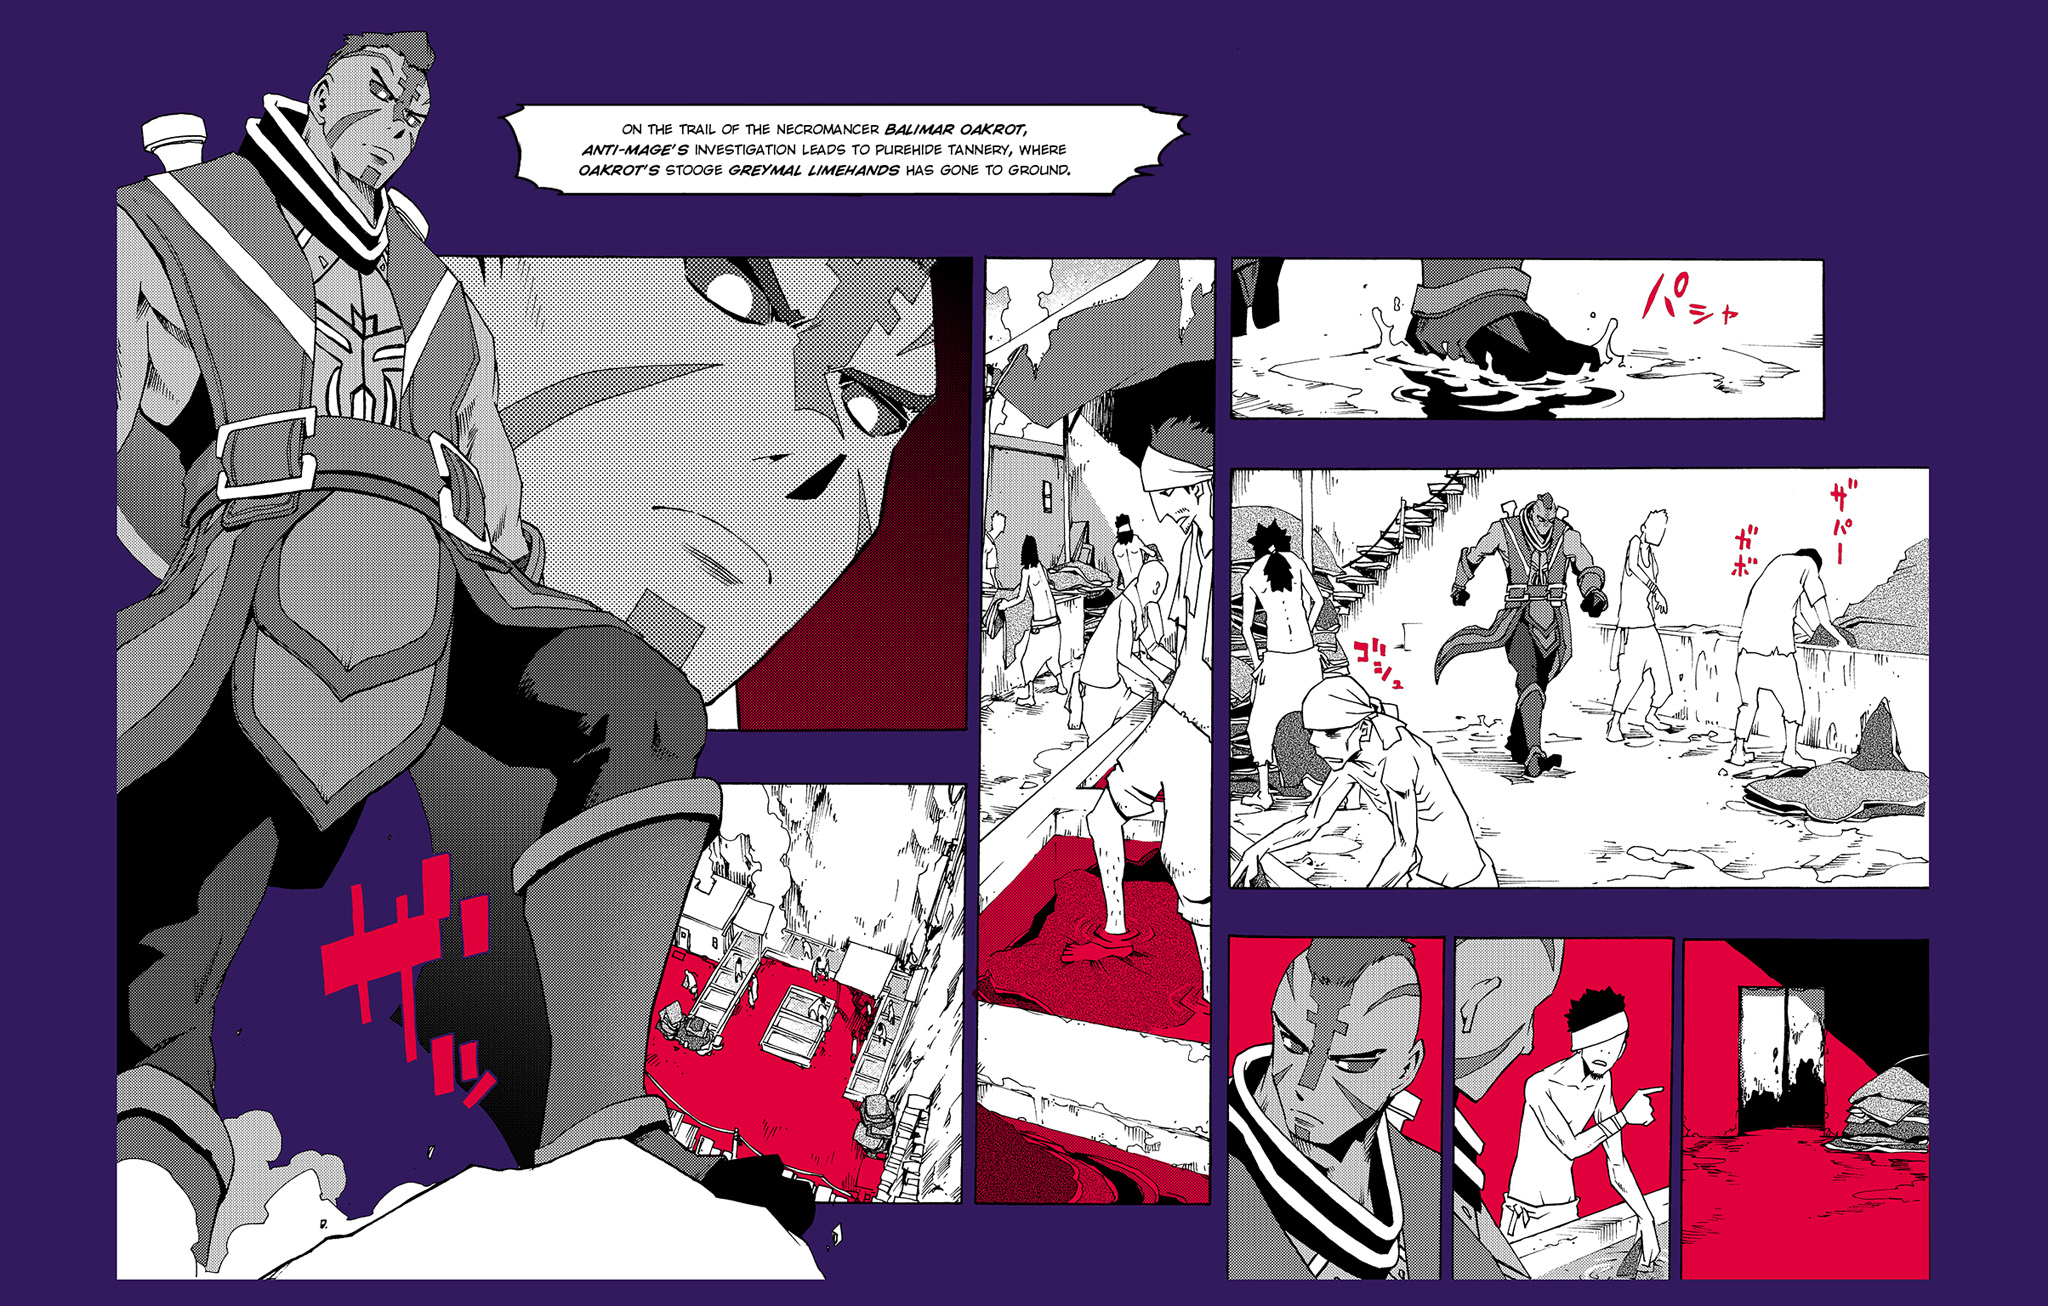 ON THE TRAIL OF THE NECROMANCER BALIMAR OAKROT,
ANTI-MAGE'S INVESTIGATION LEADS TO PUREHIDE TANNERY, WHERE
OAKROT'S STOOGE GREYMAL LIMEHANDS HAS GONE TO GROUND.
ザッ
パシャ
ザバー
ガボ
ゴシュ